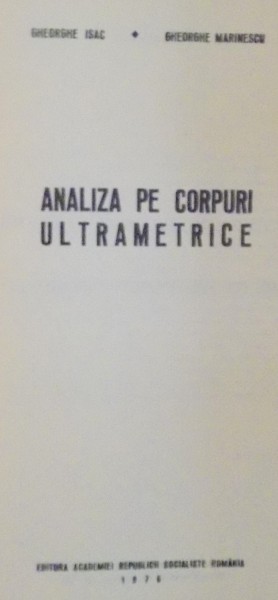 GHEORGHE ISAC ♦ GHEORGHE MARINESCU
ANALIZA PE CORPURI
ULTRAMETRICE
EDITURA ACADEMIEI REPUBLICII SOCIALISTE ROMÂNIA
1976